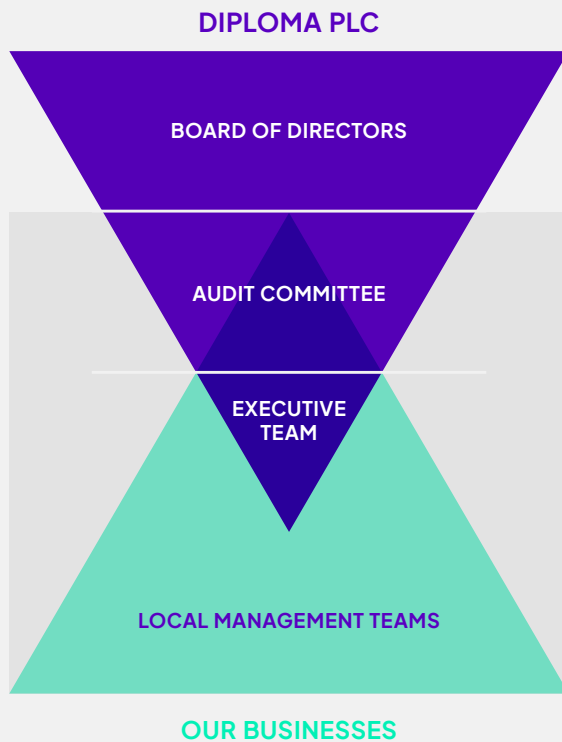 DIPLOMA PLC
BOARD OF DIRECTORS
AUDIT COMMITTEE
EXECUTIVE
TEAM
LOCAL MANAGEMENT TEAMS
OUR BUSINESSES